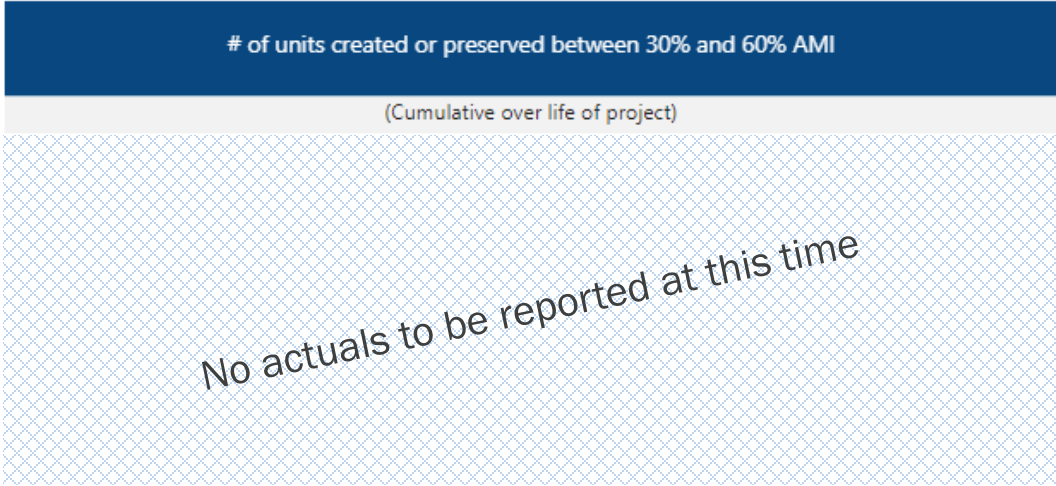 # of units created or preserved between 30% and 60% AMI
(Cumulative over life of project)
No actuals to be reported at this time